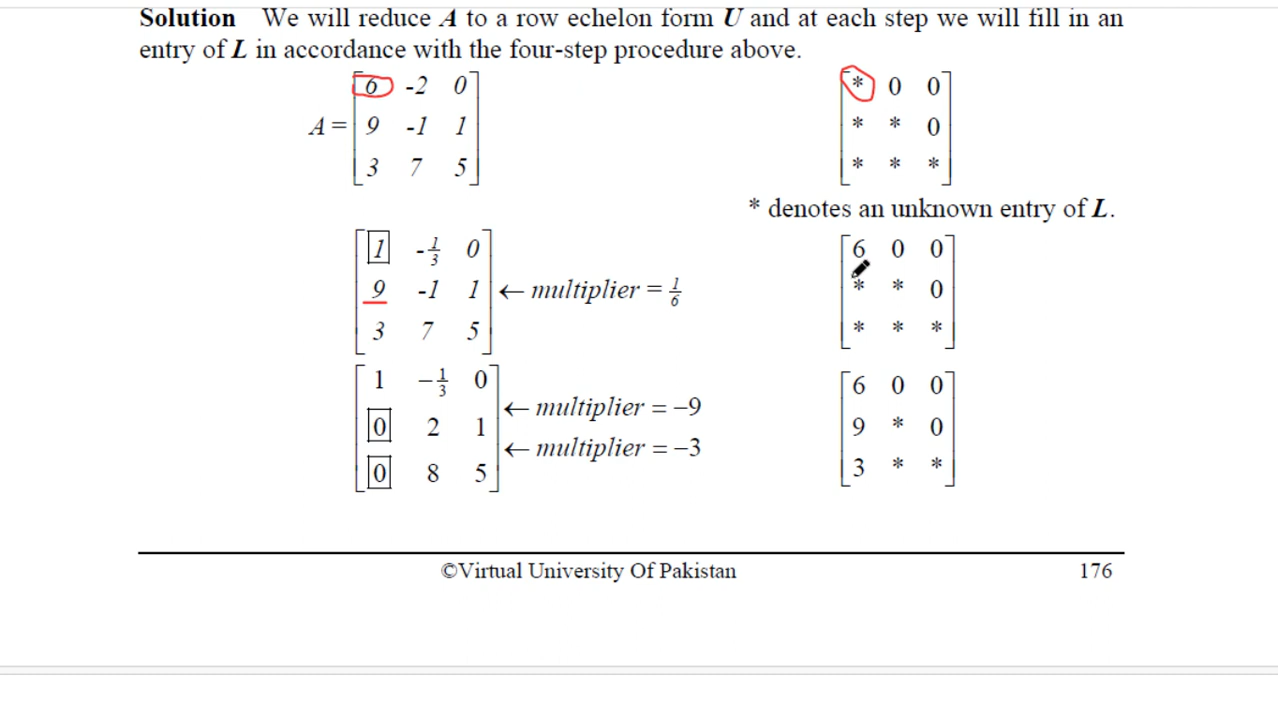 Solution We will reduce A to a row echelon form U and at each step we will fill in an
entry of L in accordance with the four-step procedure above.
A = [6 -2 0] [* 0 0]
[9 -1 1] [* * 0]
[3 7 5] [* * *]
* denotes an unknown entry of L.
[1 -1/3 0] [6 0 0]
[9 -1 1] ← multiplier = 1/6 [* * 0]
[3 7 5] [* * *]
[1 −1/3 0] [6 0 0]
← multiplier = −9
[0 2 1] [9 * 0]
← multiplier = −3
[0 8 5] [3 * *]
©Virtual University Of Pakistan 176